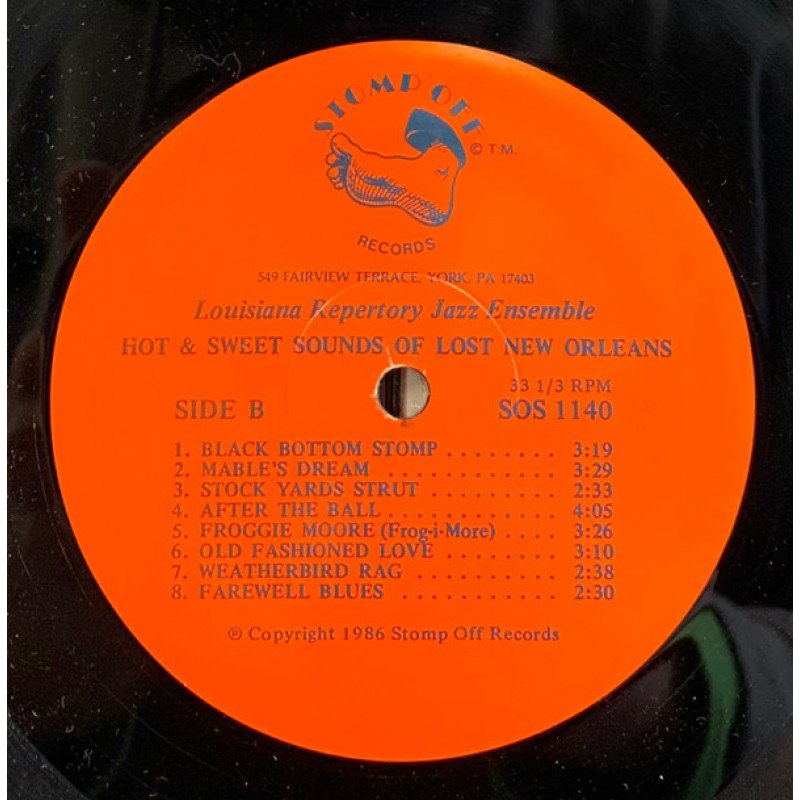 STOMP OFF
© T.M.
RECORDS
549 FAIRVIEW TERRACE, YORK, PA 17403
Louisiana Repertory Jazz Ensemble
HOT & SWEET SOUNDS OF LOST NEW ORLEANS
33 1/3 RPM
SIDE B SOS 1140
1. BLACK BOTTOM STOMP ........ 3:19
2. MABLE'S DREAM ............ 3:29
3. STOCK YARDS STRUT .......... 2:33
4. AFTER THE BALL ............. 4:05
5. FROGGIE MOORE (Frog-i-More) .... 3:26
6. OLD FASHIONED LOVE ......... 3:10
7. WEATHERBIRD RAG ........... 2:38
8. FAREWELL BLUES ............ 2:30
℗ Copyright 1986 Stomp Off Records